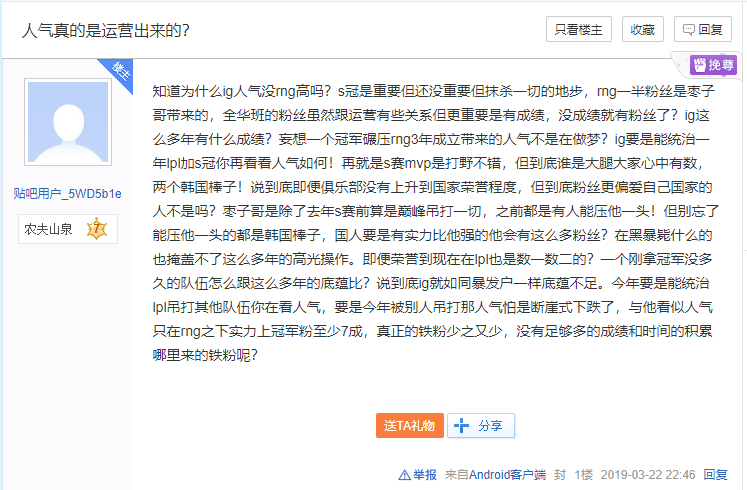 人气真的是运营出来的?
只看楼主
收藏
回复
挽尊
楼主
贴吧用户_5WD5b1e
农夫山泉
7
知道为什么ig人气没rng高吗？s冠是重要但还没重要但抹杀一切的地步，rng一半粉丝是枣子
哥带来的，全华班的粉丝虽然跟运营有些关系但更重要是有成绩，没成绩就有粉丝了？ig这
么多年有什么成绩？妄想一个冠军碾压rng3年成立带来的人气不是在做梦？ig要是能统治一
年lpl加s冠你再看看人气如何！再就是s赛mvp是打野不错，但到底谁是大腿大家心中有数，
两个韩国棒子！说到底即便俱乐部没有上升到国家荣誉程度，但到底粉丝更偏爱自己国家的
人不是吗？枣子哥是除了去年s赛前算是巅峰吊打一切，之前都是有人能压他一头！但别忘了
能压他一头的都是韩国棒子，国人要是有实力比他强的他会有这么多粉丝？在黑暴毙什么的
也掩盖不了这么多年的高光操作。即便荣誉到现在在lpl也是数一数二的？一个刚拿冠军没多
久的队伍怎么跟这么多年的底蕴比？说到底ig就如同暴发户一样底蕴不足。今年要是能统治
lpl吊打其他队伍你在看人气，要是今年被别人吊打那人气怕是断崖式下跌了，与他看似人气
只在rng之下实力上冠军粉至少7成，真正的铁粉少之又少，没有足够多的成绩和时间的积累
哪里来的铁粉呢？
送TA礼物
分享
举报 来自Android客户端 封 1楼 2019-03-22 22:46 回复